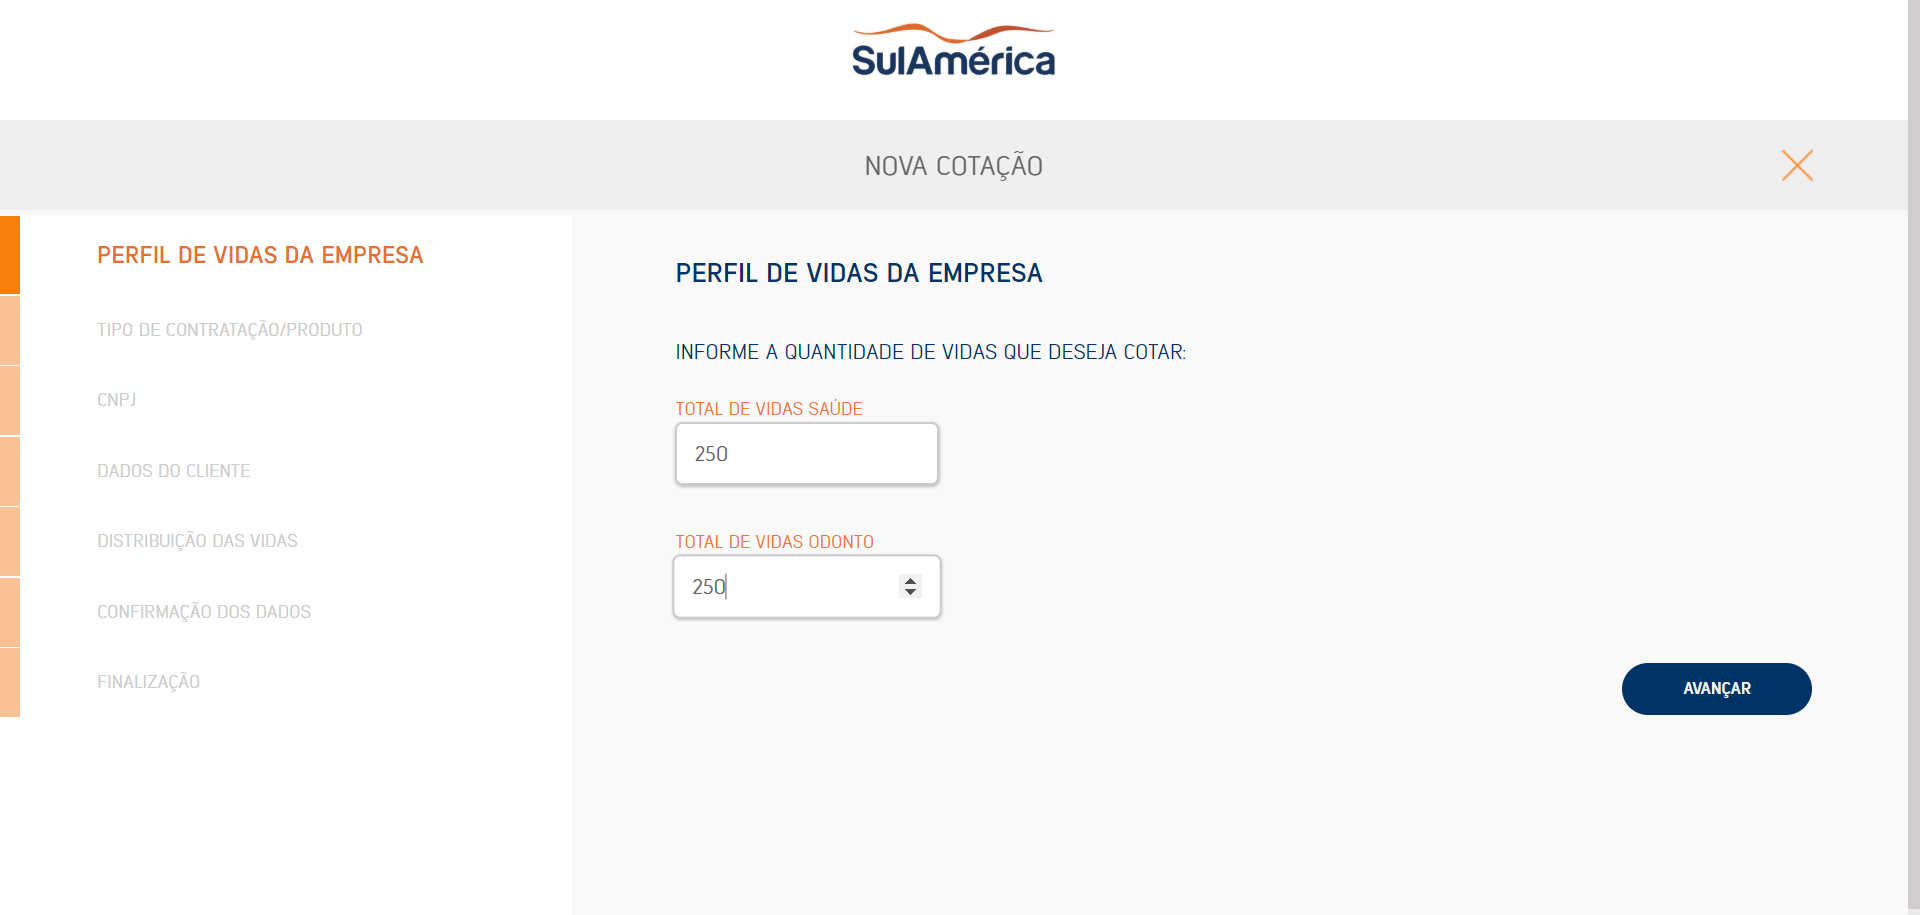 SulAmérica
NOVA COTAÇÃO
PERFIL DE VIDAS DA EMPRESA
TIPO DE CONTRATAÇÃO/PRODUTO
CNPJ
DADOS DO CLIENTE
DISTRIBUIÇÃO DAS VIDAS
CONFIRMAÇÃO DOS DADOS
FINALIZAÇÃO
PERFIL DE VIDAS DA EMPRESA
INFORME A QUANTIDADE DE VIDAS QUE DESEJA COTAR:
TOTAL DE VIDAS SAÚDE
250
TOTAL DE VIDAS ODONTO
250
AVANÇAR